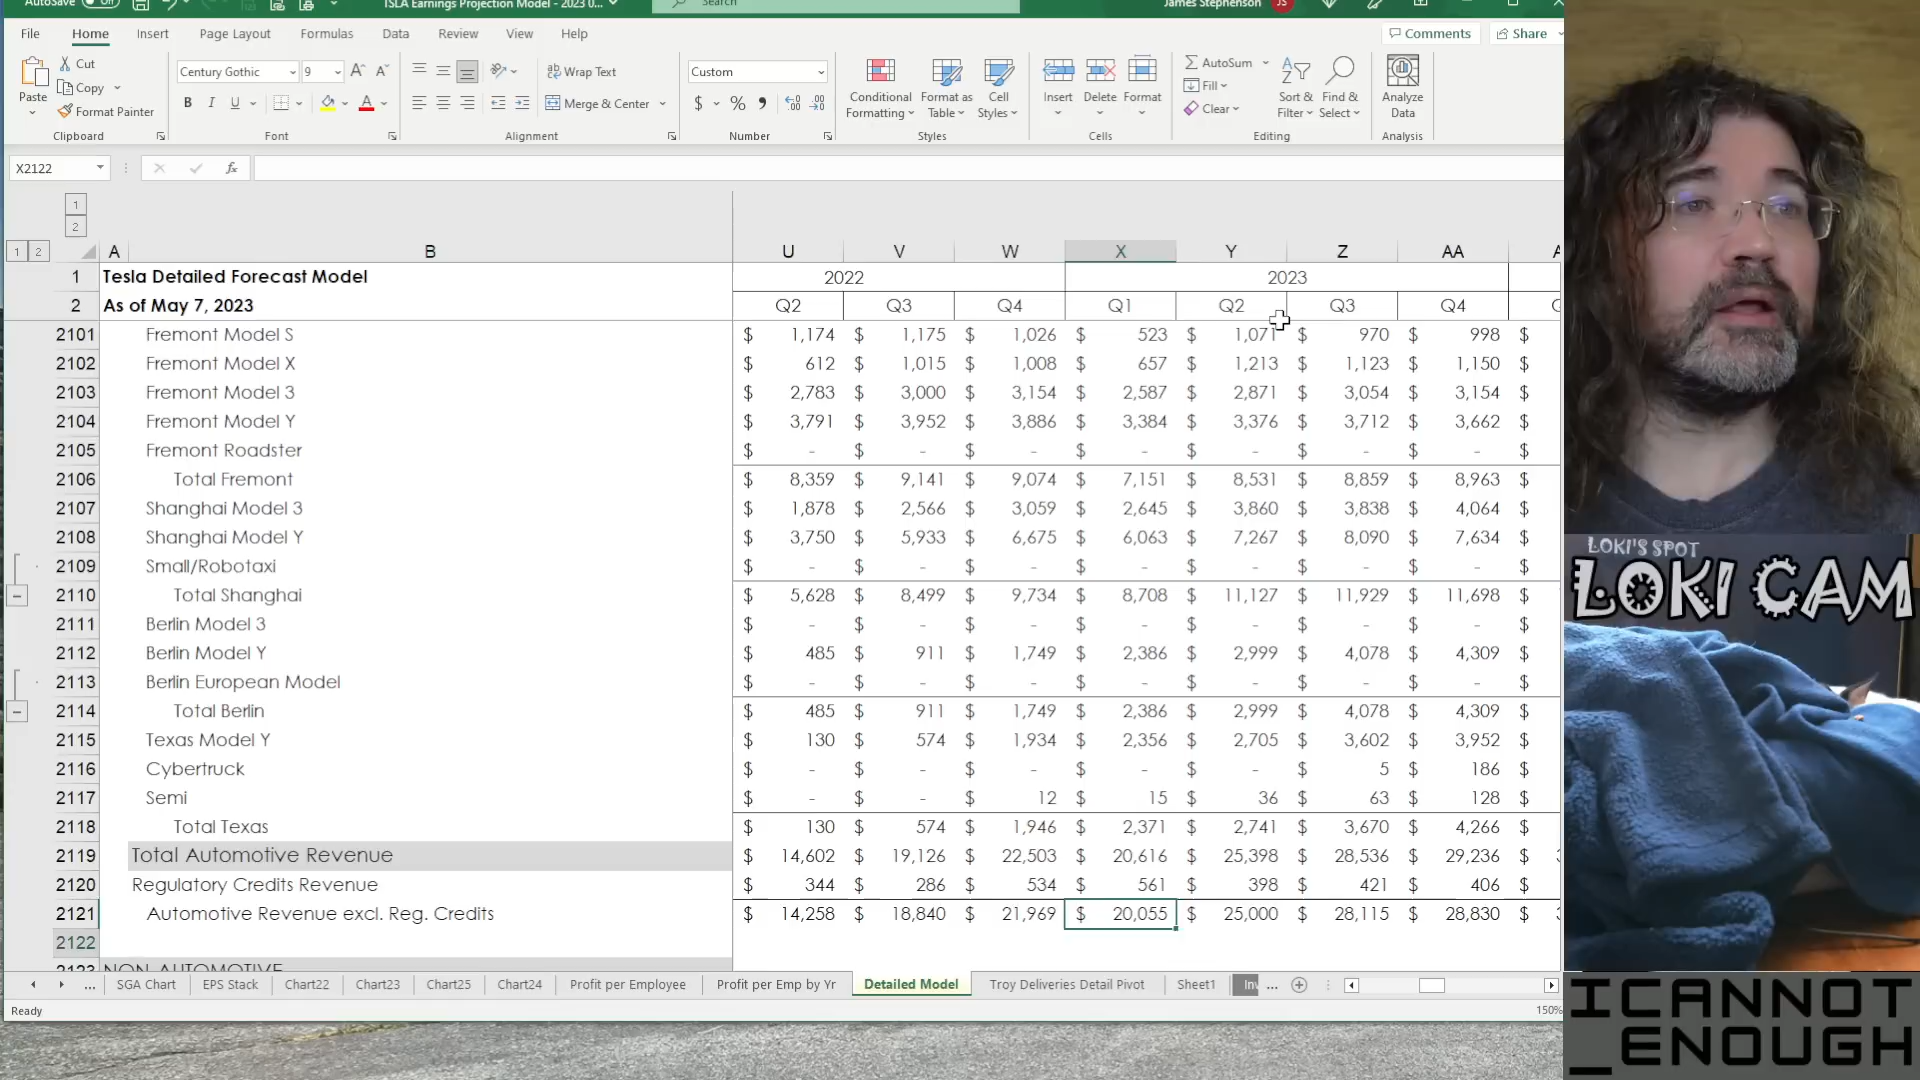 AutoSave Off TSLA Earnings Projection Model - 2023 0... Search James Stephenson JS
File Home Insert Page Layout Formulas Data Review View Help Comments Share
Paste Cut Copy Format Painter Clipboard
Century Gothic 9 B I U A Font
Wrap Text Merge & Center Alignment
Custom $ % Number
Conditional Formatting Format as Table Cell Styles Styles
Insert Delete Format Cells
AutoSum Fill Clear Sort & Filter Find & Select Editing
Analyze Data Analysis
X2122 fx
1
2
1 2 A B U V W X Y Z AA
1 Tesla Detailed Forecast Model 2022 2023
2 As of May 7, 2023 Q2 Q3 Q4 Q1 Q2 Q3 Q4
2101 Fremont Model S $ 1,174 $ 1,175 $ 1,026 $ 523 $ 1,071 $ 970 $ 998 $
2102 Fremont Model X $ 612 $ 1,015 $ 1,008 $ 657 $ 1,213 $ 1,123 $ 1,150 $
2103 Fremont Model 3 $ 2,783 $ 3,000 $ 3,154 $ 2,587 $ 2,871 $ 3,054 $ 3,154 $
2104 Fremont Model Y $ 3,791 $ 3,952 $ 3,886 $ 3,384 $ 3,376 $ 3,712 $ 3,662 $
2105 Fremont Roadster $ - $ - $ - $ - $ - $ - $ - $
2106 Total Fremont $ 8,359 $ 9,141 $ 9,074 $ 7,151 $ 8,531 $ 8,859 $ 8,963 $
2107 Shanghai Model 3 $ 1,878 $ 2,566 $ 3,059 $ 2,645 $ 3,860 $ 3,838 $ 4,064 $
2108 Shanghai Model Y $ 3,750 $ 5,933 $ 6,675 $ 6,063 $ 7,267 $ 8,090 $ 7,634 $
2109 Small/Robotaxi $ - $ - $ - $ - $ - $ - $ - $
2110 Total Shanghai $ 5,628 $ 8,499 $ 9,734 $ 8,708 $ 11,127 $ 11,929 $ 11,698 $
2111 Berlin Model 3 $ - $ - $ - $ - $ - $ - $ - $
2112 Berlin Model Y $ 485 $ 911 $ 1,749 $ 2,386 $ 2,999 $ 4,078 $ 4,309 $
2113 Berlin European Model $ - $ - $ - $ - $ - $ - $ - $
2114 Total Berlin $ 485 $ 911 $ 1,749 $ 2,386 $ 2,999 $ 4,078 $ 4,309 $
2115 Texas Model Y $ 130 $ 574 $ 1,934 $ 2,356 $ 2,705 $ 3,602 $ 3,952 $
2116 Cybertruck $ - $ - $ - $ - $ - $ 5 $ 186 $
2117 Semi $ - $ - $ 12 $ 15 $ 36 $ 63 $ 128 $
2118 Total Texas $ 130 $ 574 $ 1,946 $ 2,371 $ 2,741 $ 3,670 $ 4,266 $
2119 Total Automotive Revenue $ 14,602 $ 19,126 $ 22,503 $ 20,616 $ 25,398 $ 28,536 $ 29,236 $
2120 Regulatory Credits Revenue $ 344 $ 286 $ 534 $ 561 $ 398 $ 421 $ 406 $
2121 Automotive Revenue excl. Reg. Credits $ 14,258 $ 18,840 $ 21,969 $ 20,055 $ 25,000 $ 28,115 $ 28,830 $
2122
2123 NON-AUTOMOTIVE
... SGA Chart EPS Stack Chart22 Chart23 Chart25 Chart24 Profit per Employee Profit per Emp by Yr Detailed Model Troy Deliveries Detail Pivot Sheet1 Inv ...
Ready 150%
LOKI'S SPOT
LOKI CAM
ICANNOT
_ENOUGH